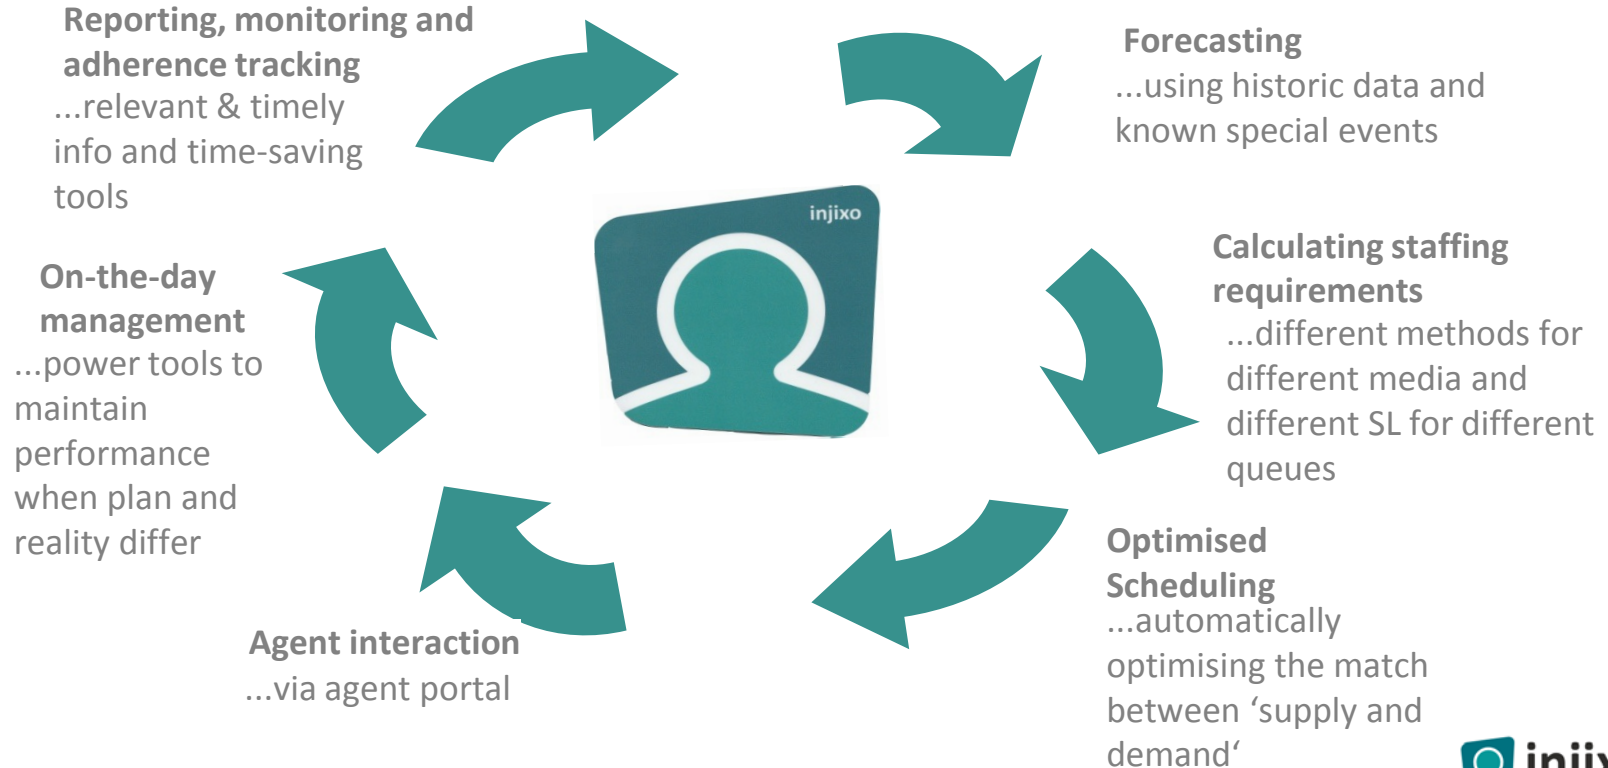 Reporting, monitoring and
adherence tracking
...relevant & timely
info and time-saving
tools
Forecasting
...using historic data and
known special events
injixo
Calculating staffing
requirements
...different methods for
different media and
different SL for different
queues
On-the-day
management
...power tools to
maintain
performance
when plan and
reality differ
Optimised
Scheduling
...automatically
optimising the match
between ‘supply and
demand‘
Agent interaction
...via agent portal